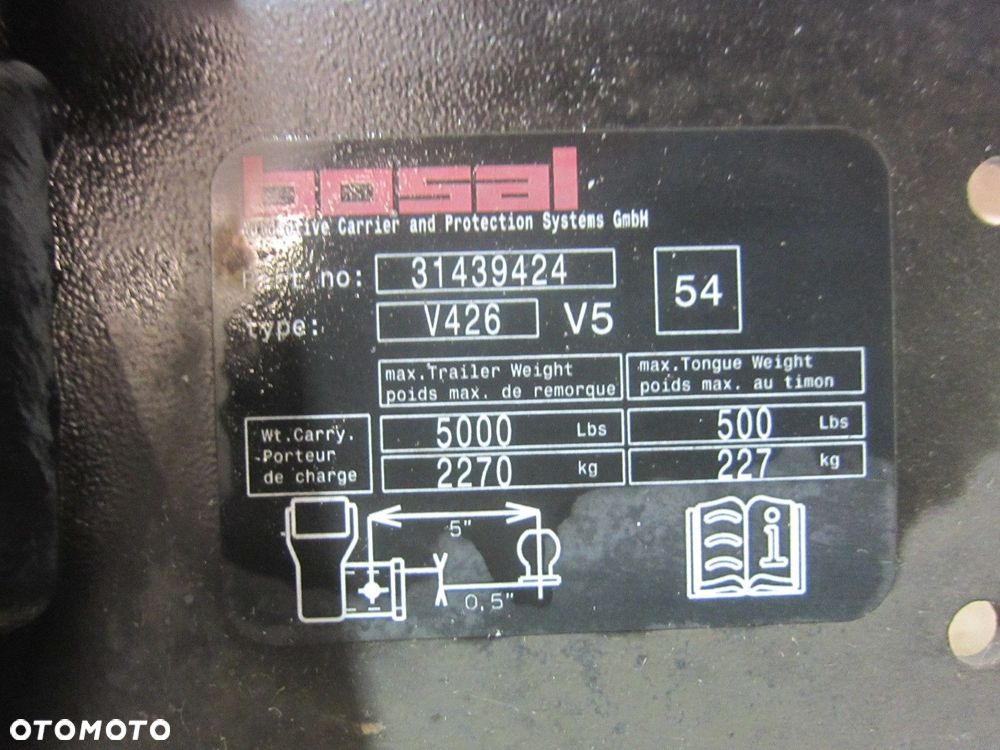 bosal
Automotive Carrier and Protection Systems GmbH
Part no: 31439424
54
type: V426 V5
max.Trailer Weight
poids max. de remorque
max.Tongue Weight
poids max. au timon
Wt.Carry.
Porteur
de charge
5000 Lbs
500 Lbs
2270 kg
227 kg
5"
0,5"
i
OTOMOTO